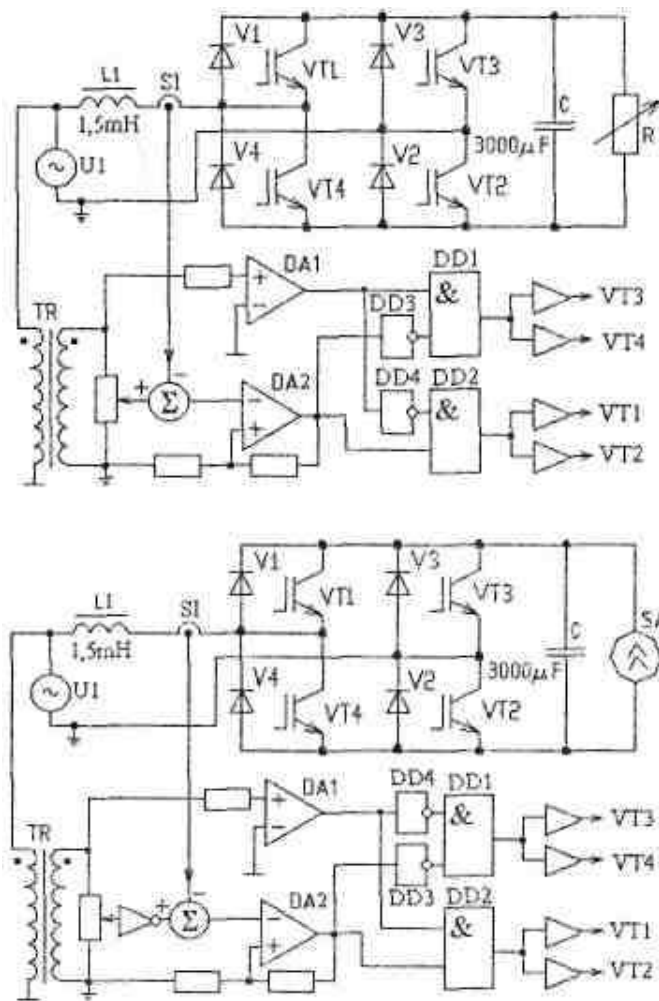 V1
V3
L1
S1
VT1
VT3
1,5mH
C
R
V4
V2
3000μF
U1
VT4
VT2
DA1
DD1
TR
+
−
DD3
&
VT3
VT4
−
+
Σ
DA2
DD4
DD2
−
+
&
VT1
VT2
V1
V3
L1
S1
VT1
VT3
1,5mH
C
V4
V2
3000μF
U1
VT4
VT2
DA1
DD4
DD1
TR
+
−
&
VT3
VT4
DD3
−
+
Σ
DA2
DD2
−
+
&
VT1
VT2